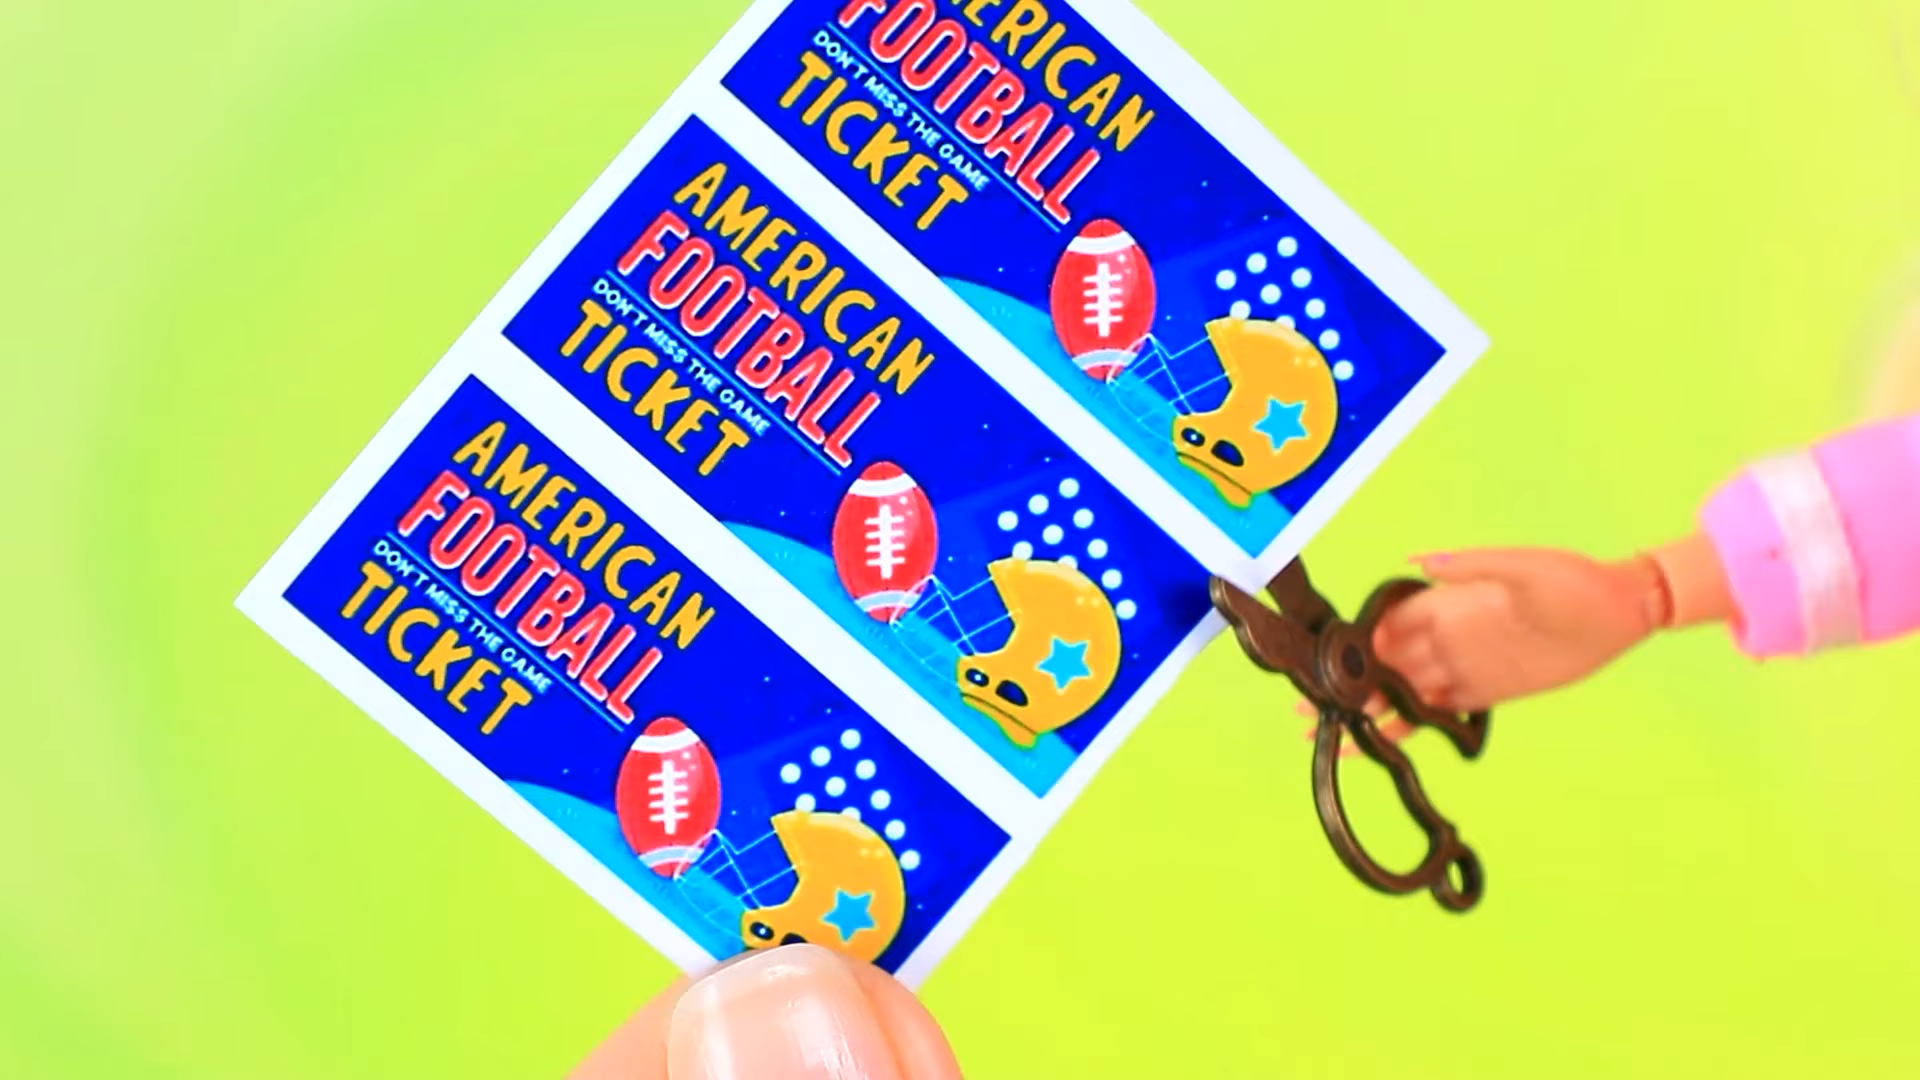 AMERICAN
FOOTBALL
DON'T MISS THE GAME
TICKET
AMERICAN
FOOTBALL
DON'T MISS THE GAME
TICKET
AMERICAN
FOOTBALL
DON'T MISS THE GAME
TICKET